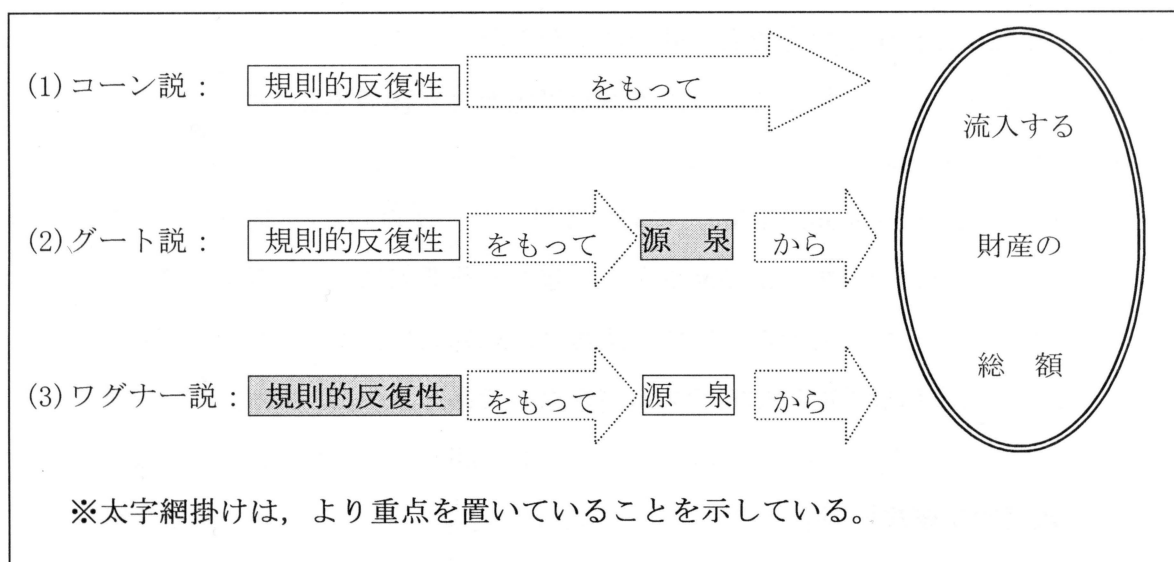 (1)コーン説： 規則的反復性 をもって
(2)グート説： 規則的反復性 をもって 源　泉 から
(3)ワグナー説： 規則的反復性 をもって 源　泉 から
流入する
財産の
総　額
※太字網掛けは，より重点を置いていることを示している。